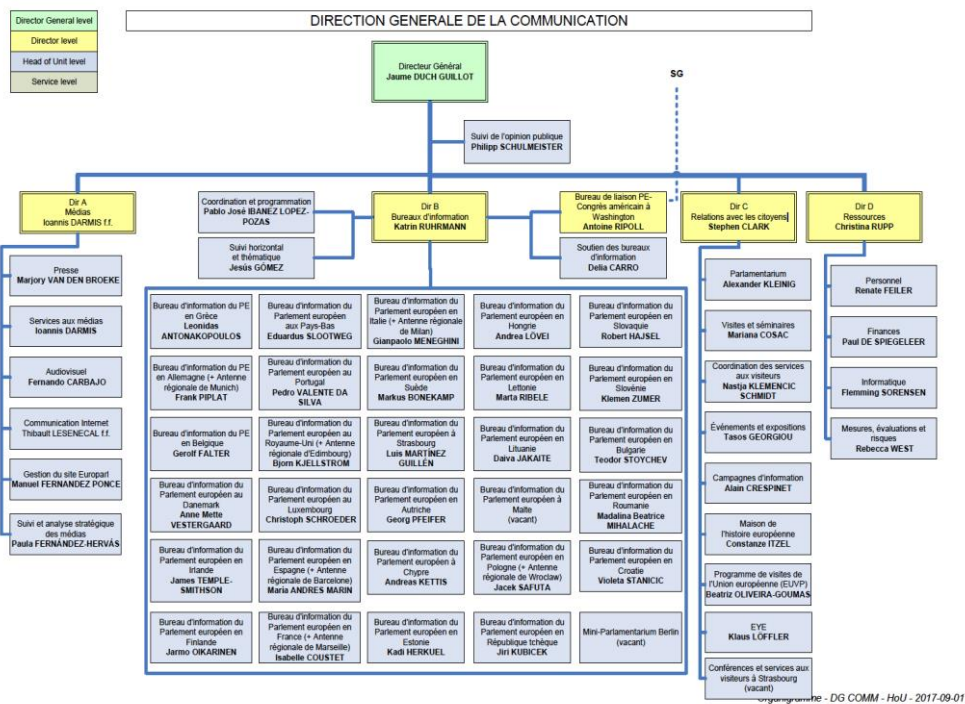 Director General level
Director level
Head of Unit level
Service level
DIRECTION GENERALE DE LA COMMUNICATION
Directeur Général
Jaume DUCH GUILLOT
SG
Suivi de l'opinion publique
Philipp SCHULMEISTER
Dir A
Médias
Ioannis DARMIS f.f.
Coordination et programmation
Pablo José IBANEZ LOPEZ-
POZAS
Suivi horizontal
et thématique
Jesús GÓMEZ
Dir B
Bureaux d'information
Katrin RUHRMANN
Bureau de liaison PE-
Congrès américain à
Washington
Antoine RIPOLL
Soutien des bureaux
d'information
Delia CARRO
Dir C
Relations avec les citoyens
Stephen CLARK
Dir D
Ressources
Christina RUPP
Presse
Marjory VAN DEN BROEKE
Services aux médias
Ioannis DARMIS
Audiovisuel
Fernando CARBAJO
Communication Internet
Thibault LESENECAL f.f.
Gestion du site Europarl
Manuel FERNANDEZ PONCE
Suivi et analyse stratégique
des médias
Paula FERNÁNDEZ-HERVÁS
Bureau d'information du PE
en Grèce
Leonidas
ANTONAKOPOULOS
Bureau d'information du
Parlement européen
aux Pays-Bas
Eduardus SLOOTWEG
Bureau d'information du
Parlement européen en
Italie (+ Antenne régionale
de Milan)
Gianpaolo MENEGHINI
Bureau d'information du
Parlement européen en
Hongrie
Andrea LÖVEI
Bureau d'information du
Parlement européen en
Slovaquie
Robert HAJSEL
Bureau d'information du PE
en Allemagne (+ Antenne
régionale de Munich)
Frank PIPLAT
Bureau d'information du
Parlement européen au
Portugal
Pedro VALENTE DA
SILVA
Bureau d'information du
Parlement européen en
Suède
Markus BONEKAMP
Bureau d'information du
Parlement européen en
Lettonie
Marta RIBELE
Bureau d'information du
Parlement européen en
Slovénie
Klemen ZUMER
Bureau d'information du PE
en Belgique
Gerolf FALTER
Bureau d'information du
Parlement européen au
Royaume-Uni (+ Antenne
régionale d'Edimbourg)
Bjorn KJELLSTROM
Bureau d'information du
Parlement européen à
Strasbourg
Luis MARTÍNEZ
GUILLÉN
Bureau d'information du
Parlement européen en
Lituanie
Daiva JAKAITE
Bureau d'information du
Parlement européen en
Bulgarie
Teodor STOYCHEV
Bureau d'information du
Parlement européen au
Danemark
Anne Mette
VESTERGAARD
Bureau d'information du
Parlement européen au
Luxembourg
Christoph SCHROEDER
Bureau d'information du
Parlement européen en
Autriche
Georg PFEIFER
Bureau d'information du
Parlement européen à
Malte
(vacant)
Bureau d'information du
Parlement européen en
Roumanie
Madalina Beatrice
MIHALACHE
Bureau d'information du
Parlement européen en
Irlande
James TEMPLE-
SMITHSON
Bureau d'information du
Parlement européen en
Espagne (+ Antenne
régionale de Barcelone)
Maria ANDRES MARIN
Bureau d'information du
Parlement européen à
Chypre
Andreas KETTIS
Bureau d'information du
Parlement européen en
Pologne (+ Antenne
régionale de Wroclaw)
Jacek SAFUTA
Bureau d'information du
Parlement européen en
Croatie
Violeta STANICIC
Bureau d'information du
Parlement européen en
Finlande
Jarmo OIKARINEN
Bureau d'information du
Parlement européen en
France (+ Antenne
régionale de Marseille)
Isabelle COUSTET
Bureau d'information du
Parlement européen en
Estonie
Kadi HERKUEL
Bureau d'information du
Parlement européen en
République tchèque
Jiri KUBICEK
Mini-Parlamentarium Berlin
(vacant)
Parlamentarium
Alexander KLEINIG
Visites et séminaires
Mariana COSAC
Coordination des services
aux visiteurs
Nastja KLEMENCIC
SCHMIDT
Événements et expositions
Tasos GEORGIOU
Campagnes d'information
Alain CRESPINET
Maison de
l'histoire européenne
Constanze ITZEL
Programme de visites de
l'Union européenne (EUVP)
Beatriz OLIVEIRA-GOUMAS
EYE
Klaus LÖFFLER
Conférences et services aux
visiteurs à Strasbourg
(vacant)
Personnel
Renate FEILER
Finances
Paul DE SPIEGELEER
Informatique
Flemming SORENSEN
Mesures, évaluations et
risques
Rebecca WEST
Organigramme - DG COMM - HoU - 2017-09-01